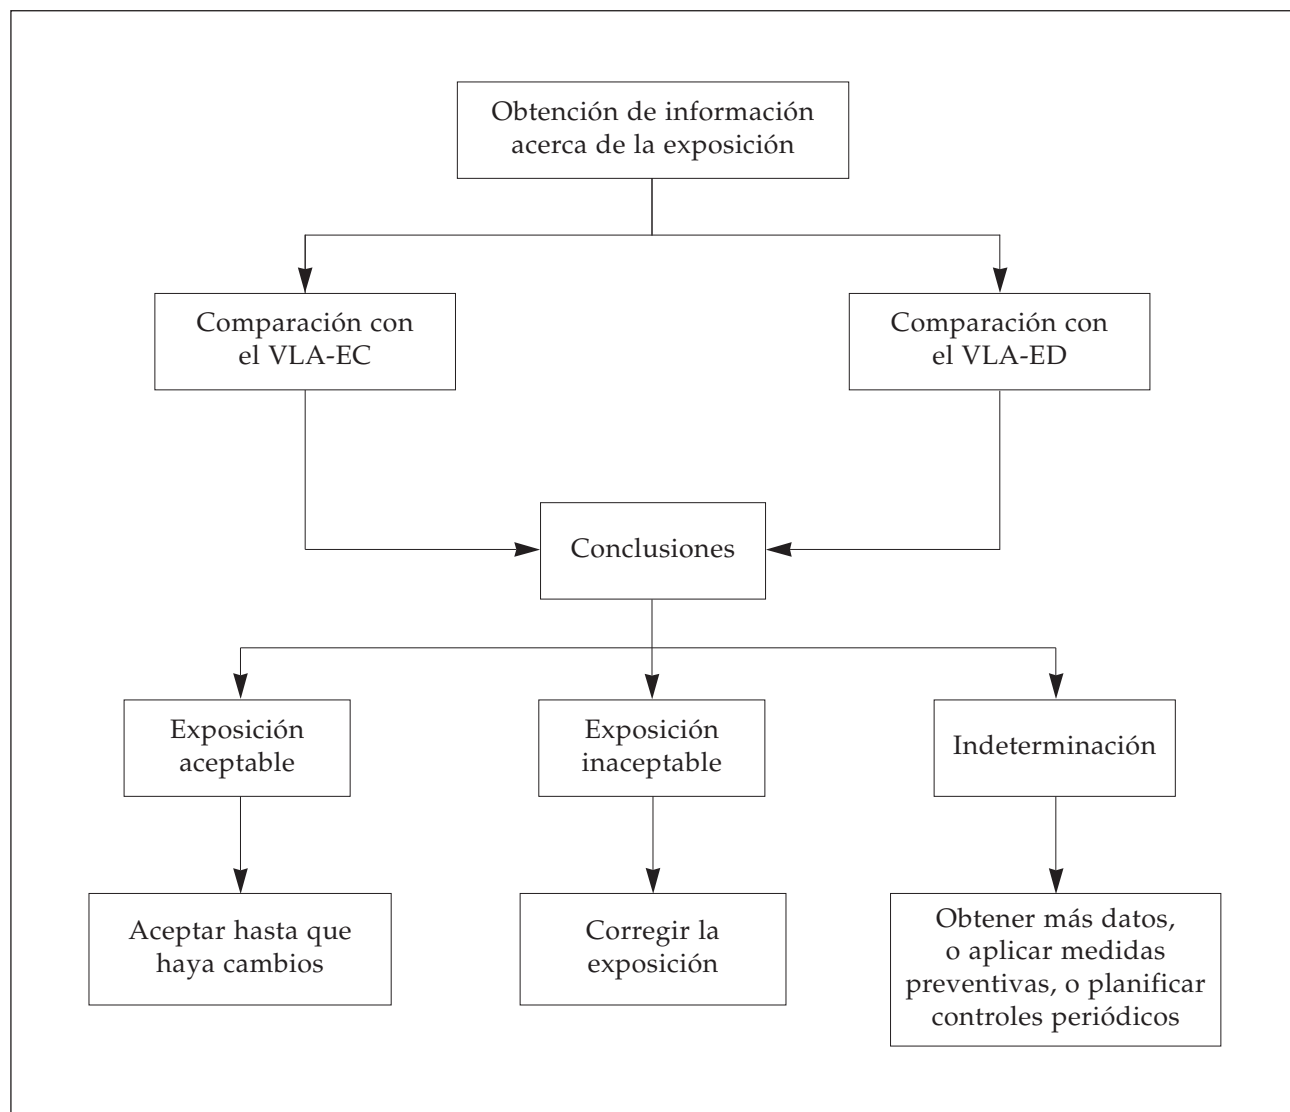 Obtención de información
acerca de la exposición
Comparación con
el VLA-EC
Comparación con
el VLA-ED
Conclusiones
Exposición
aceptable
Exposición
inaceptable
Indeterminación
Aceptar hasta que
haya cambios
Corregir la
exposición
Obtener más datos,
o aplicar medidas
preventivas, o planificar
controles periódicos